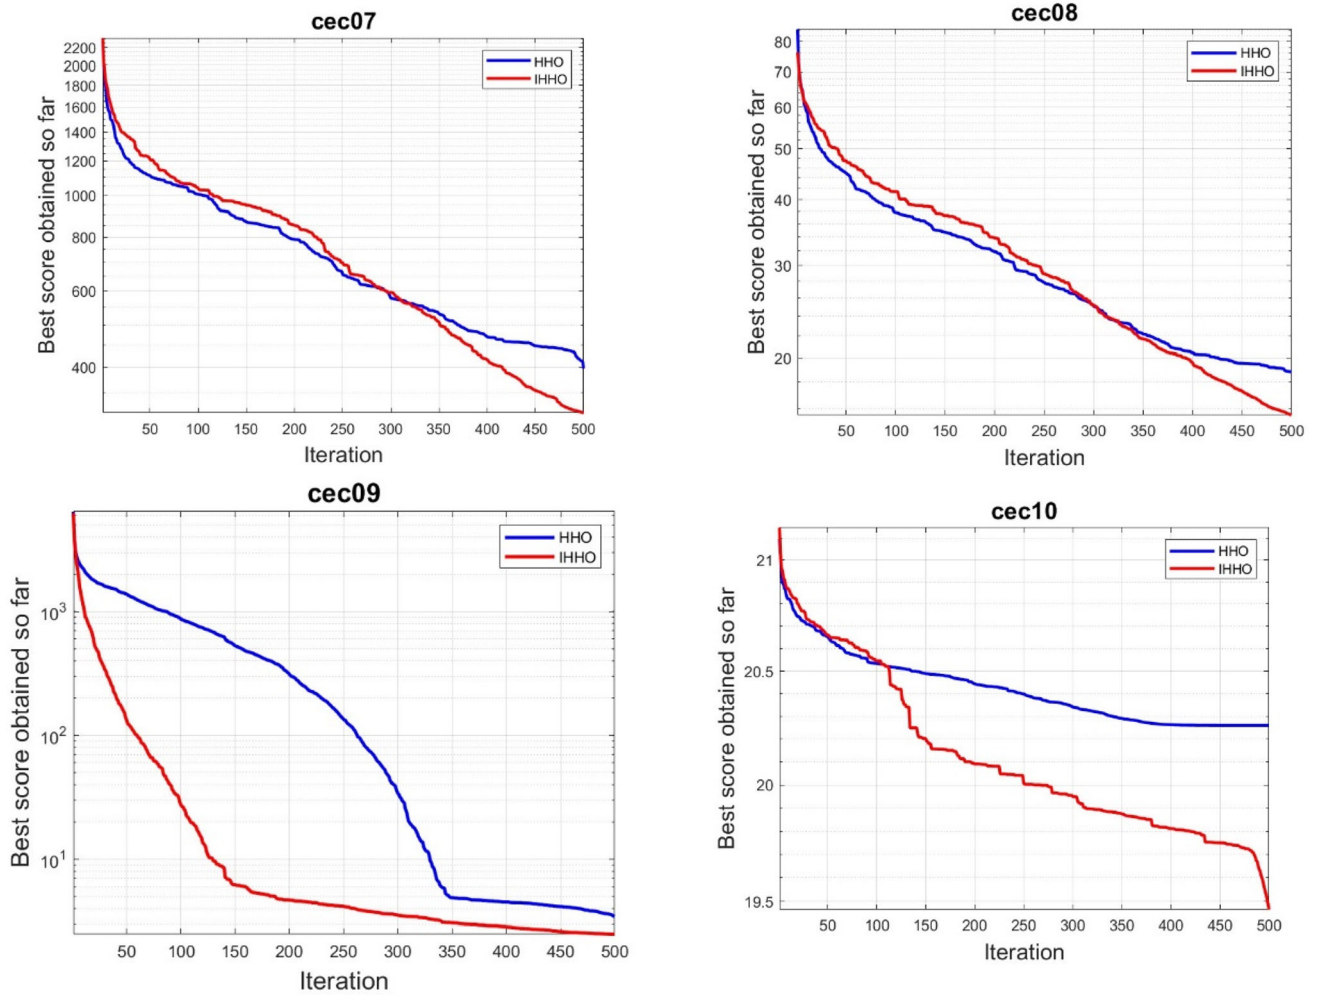 cec07
Best score obtained so far
2200
2000
1800
1600
1400
1200
1000
800
600
400
HHO
IHHO
50 100 150 200 250 300 350 400 450 500
Iteration
cec08
Best score obtained so far
80
70
60
50
40
30
20
HHO
IHHO
50 100 150 200 250 300 350 400 450 500
Iteration
cec09
Best score obtained so far
10³
10²
10¹
HHO
IHHO
50 100 150 200 250 300 350 400 450 500
Iteration
cec10
Best score obtained so far
21
20.5
20
19.5
HHO
IHHO
50 100 150 200 250 300 350 400 450 500
Iteration